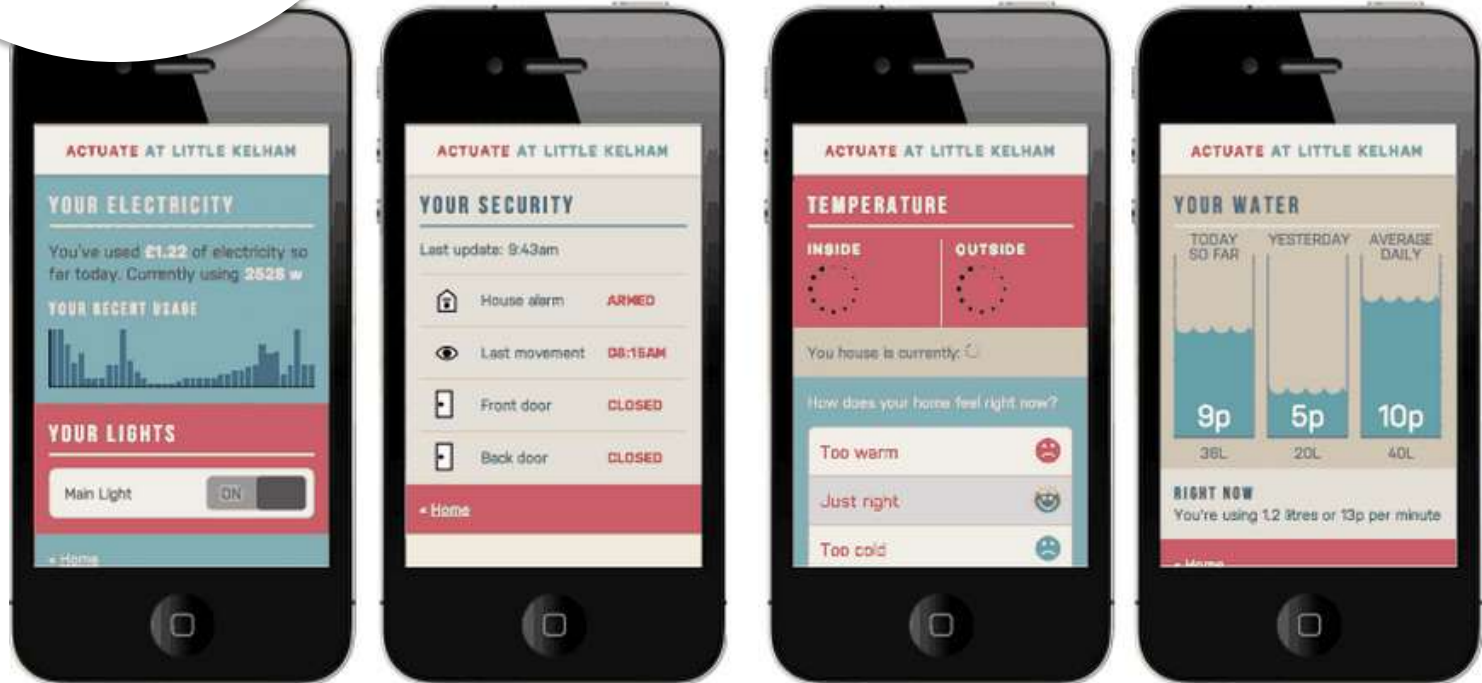 ACTUATE AT LITTLE KELHAM
YOUR ELECTRICITY
You've used £1.22 of electricity so
far today. Currently using 2528 w
YOUR RECENT USAGE
YOUR LIGHTS
Main Light ON
« Home
ACTUATE AT LITTLE KELHAM
YOUR SECURITY
Last update: 9:43am
House alarm ARMED
Last movement 08:15AM
Front door CLOSED
Back door CLOSED
« Home
ACTUATE AT LITTLE KELHAM
TEMPERATURE
INSIDE OUTSIDE
You house is currently:
How does your home feel right now?
Too warm
Just right
Too cold
ACTUATE AT LITTLE KELHAM
YOUR WATER
TODAY YESTERDAY AVERAGE
SO FAR DAILY
9p 5p 10p
36L 20L 40L
RIGHT NOW
You're using 1.2 litres or 13p per minute
« Home